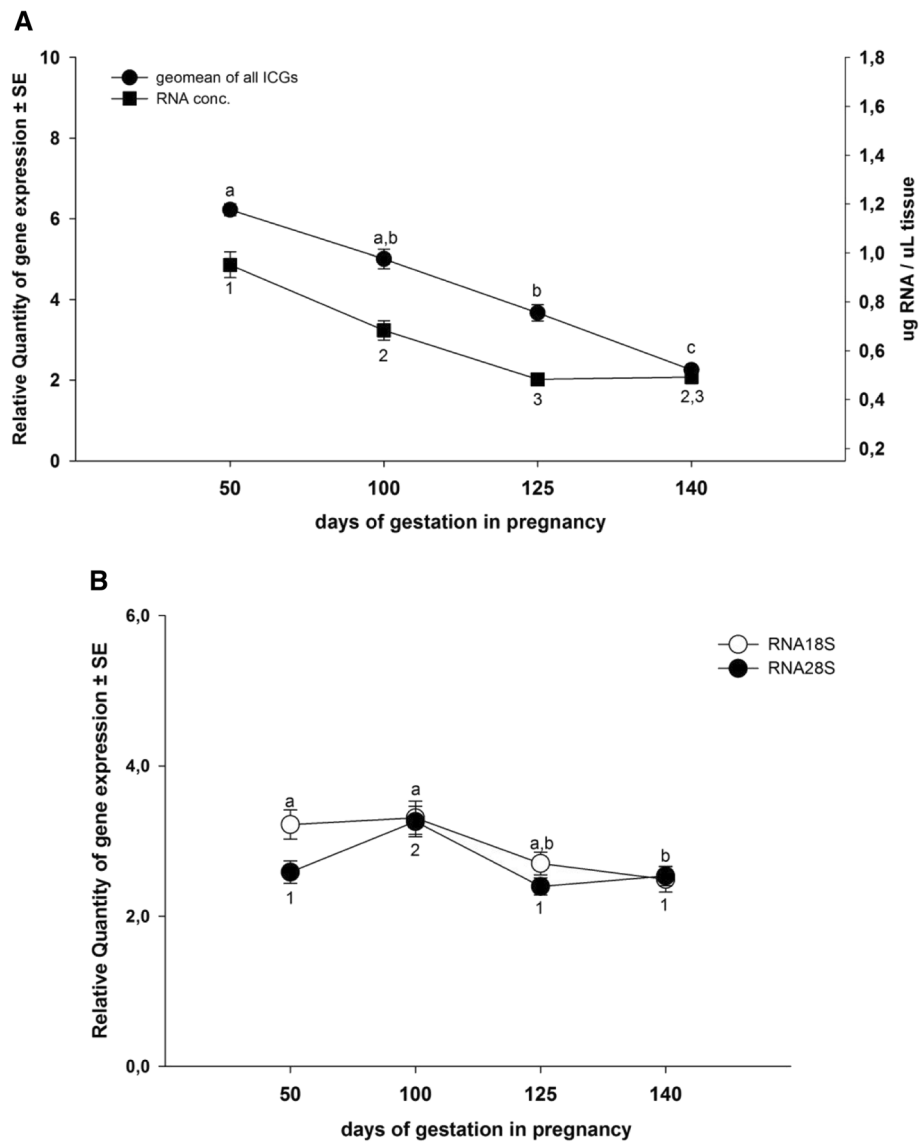 A
Relative Quantity of gene expression ± SE
10
8
6
4
2
0
geomean of all ICGs
RNA conc.
a
a,b
b
c
1
2
3
2,3
1,8
1,6
1,4
1,2
1,0
0,8
0,6
0,4
0,2
ug RNA / uL tissue
50 100 125 140
days of gestation in pregnancy
B
Relative Quantity of gene expression ± SE
6,0
4,0
2,0
0,0
RNA18S
RNA28S
a
a
a,b
b
1
2
1
1
50 100 125 140
days of gestation in pregnancy